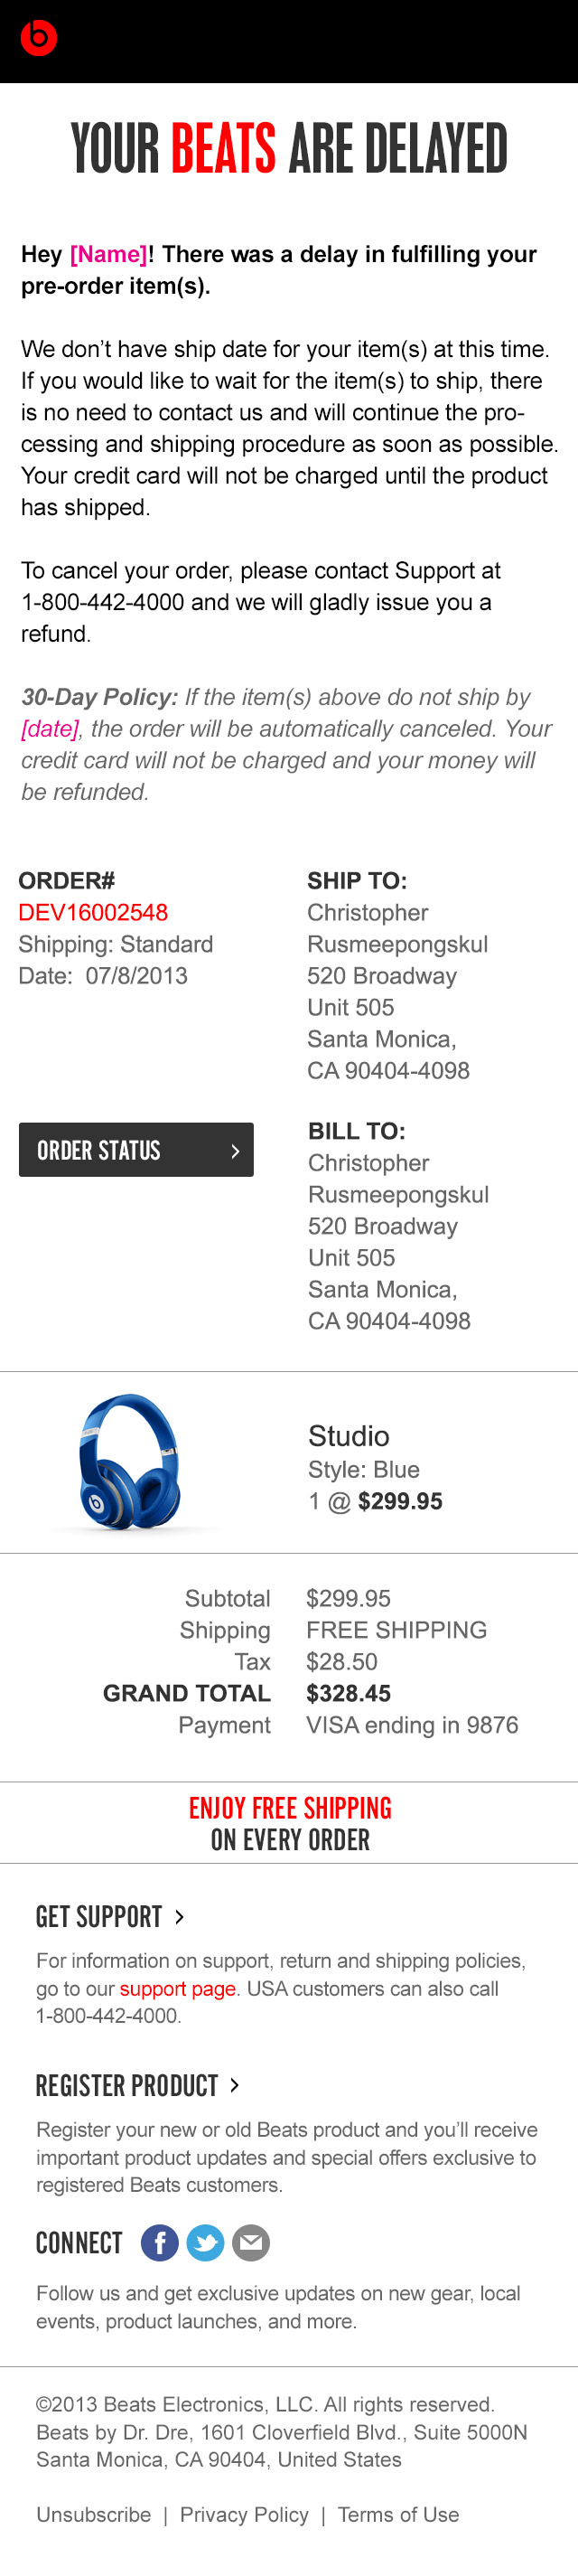 b
YOUR BEATS ARE DELAYED
Hey [Name]! There was a delay in fulfilling your
pre-order item(s).
We don’t have ship date for your item(s) at this time.
If you would like to wait for the item(s) to ship, there
is no need to contact us and will continue the pro-
cessing and shipping procedure as soon as possible.
Your credit card will not be charged until the product
has shipped.
To cancel your order, please contact Support at
1-800-442-4000 and we will gladly issue you a
refund.
30-Day Policy: If the item(s) above do not ship by
[date], the order will be automatically canceled. Your
credit card will not be charged and your money will
be refunded.
ORDER#
DEV16002548
Shipping: Standard
Date: 07/8/2013
ORDER STATUS >
SHIP TO:
Christopher
Rusmeepongskul
520 Broadway
Unit 505
Santa Monica,
CA 90404-4098
BILL TO:
Christopher
Rusmeepongskul
520 Broadway
Unit 505
Santa Monica,
CA 90404-4098
b
Studio
Style: Blue
1 @ $299.95
Subtotal $299.95
Shipping FREE SHIPPING
Tax $28.50
GRAND TOTAL $328.45
Payment VISA ending in 9876
ENJOY FREE SHIPPING
ON EVERY ORDER
GET SUPPORT >
For information on support, return and shipping policies,
go to our support page. USA customers can also call
1-800-442-4000.
REGISTER PRODUCT >
Register your new or old Beats product and you’ll receive
important product updates and special offers exclusive to
registered Beats customers.
CONNECT f
Follow us and get exclusive updates on new gear, local
events, product launches, and more.
©2013 Beats Electronics, LLC. All rights reserved.
Beats by Dr. Dre, 1601 Cloverfield Blvd., Suite 5000N
Santa Monica, CA 90404, United States
Unsubscribe | Privacy Policy | Terms of Use